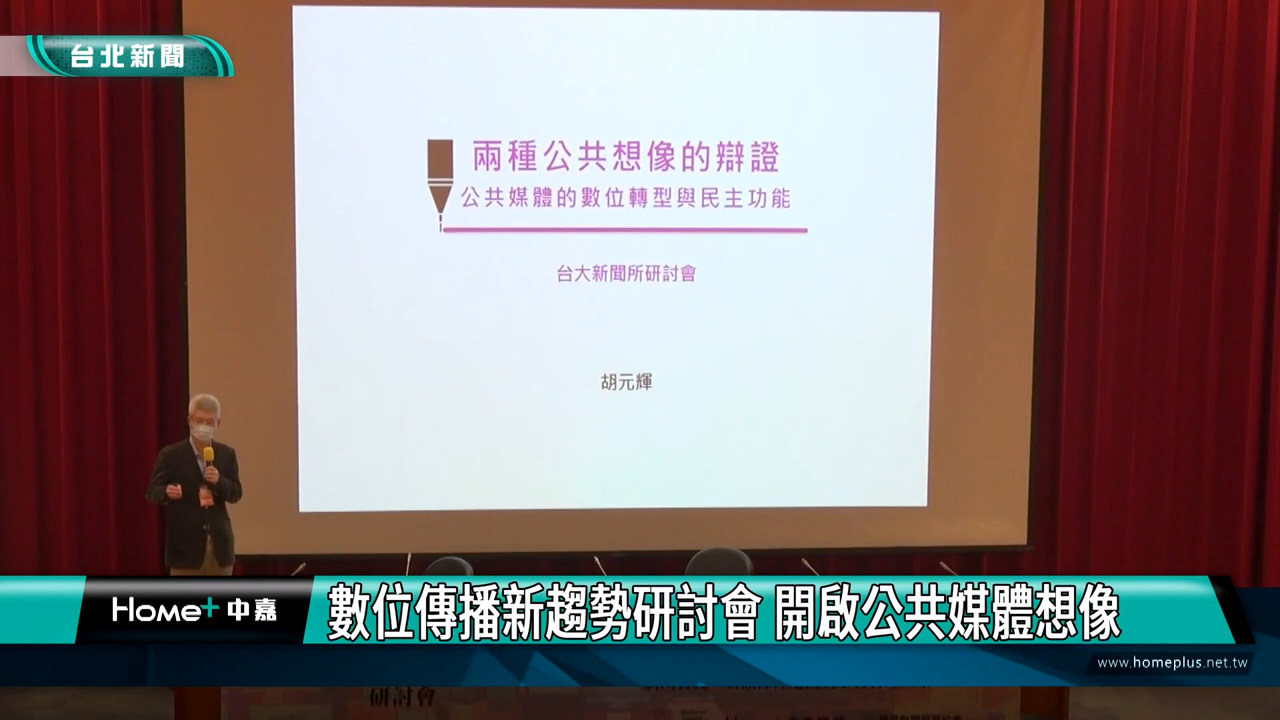 台北新聞
兩種公共想像的辯證
公共媒體的數位轉型與民主功能
台大新聞所研討會
胡元輝
Home+ 中嘉
數位傳播新趨勢研討會 開啟公共媒體想像
www.homeplus.net.tw
研討會